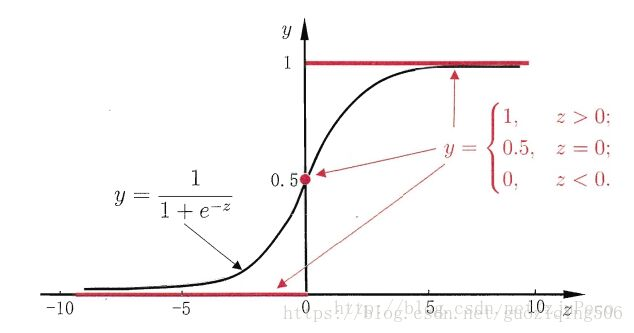 y
1
y = { 1, z > 0;
0.5, z = 0;
0, z < 0.
0.5
y = 1 / (1 + e^{-z})
-10 -5 0 5 10 z